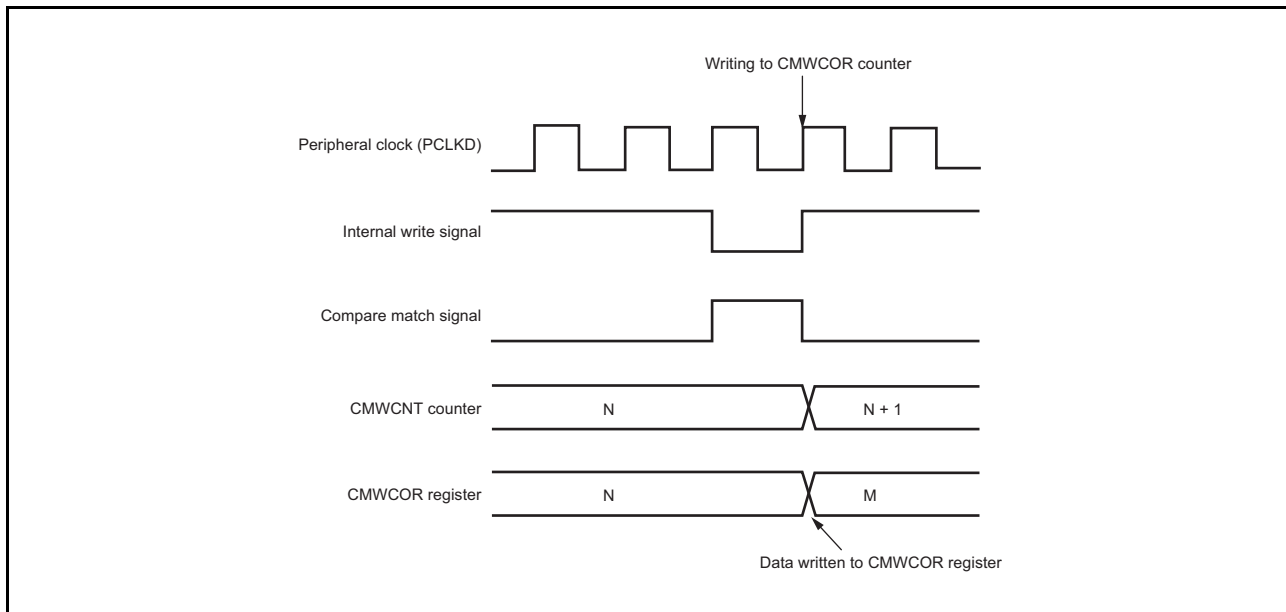 Writing to CMWCOR counter
Peripheral clock (PCLKD)
Internal write signal
Compare match signal
CMWCNT counter
N
N + 1
CMWCOR register
N
M
Data written to CMWCOR register